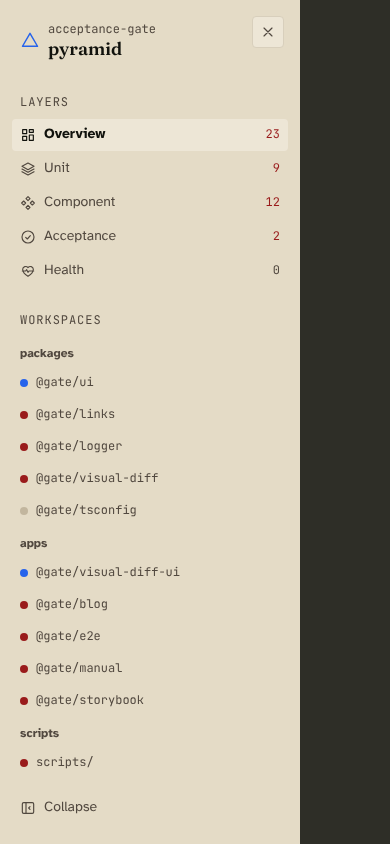 acceptance-gate
pyramid
LAYERS
Overview 23
Unit 9
Component 12
Acceptance 2
Health 0
WORKSPACES
packages
@gate/ui
@gate/links
@gate/logger
@gate/visual-diff
@gate/tsconfig
apps
@gate/visual-diff-ui
@gate/blog
@gate/e2e
@gate/manual
@gate/storybook
scripts
scripts/
Collapse